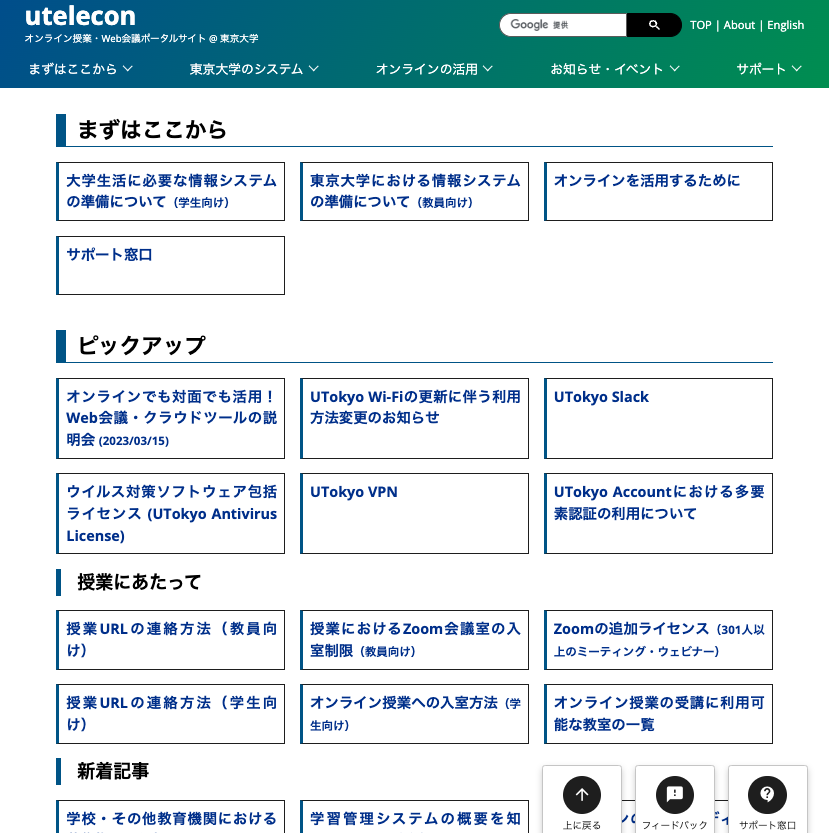 utelecon
オンライン授業・Web会議ポータルサイト @ 東京大学
Google 提供
TOP | About | English
まずはここから
東京大学のシステム
オンラインの活用
お知らせ・イベント
サポート
まずはここから
大学生活に必要な情報システム
の準備について（学生向け）
東京大学における情報システム
の準備について（教員向け）
オンラインを活用するために
サポート窓口
ピックアップ
オンラインでも対面でも活用！
Web会議・クラウドツールの説
明会 (2023/03/15)
UTokyo Wi-Fiの更新に伴う利用
方法変更のお知らせ
UTokyo Slack
ウイルス対策ソフトウェア包括
ライセンス (UTokyo Antivirus
License)
UTokyo VPN
UTokyo Accountにおける多要
素認証の利用について
授業にあたって
授業URLの連絡方法（教員向
け）
授業におけるZoom会議室の入
室制限（教員向け）
Zoomの追加ライセンス（301人以
上のミーティング・ウェビナー）
授業URLの連絡方法（学生向
け）
オンライン授業への入室方法（学
生向け）
オンライン授業の受講に利用可
能な教室の一覧
新着記事
学校・その他教育機関における
学習管理システムの概要を知
上に戻る
フィードバック
サポート窓口